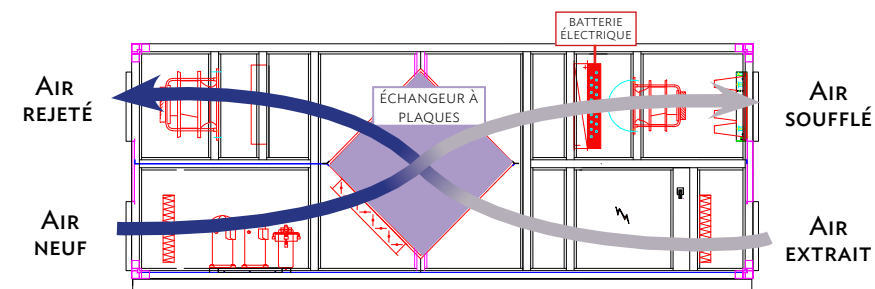 BATTERIE
ÉLECTRIQUE
AIR
REJETÉ
ÉCHANGEUR À
PLAQUES
AIR
SOUFFLÉ
AIR
NEUF
AIR
EXTRAIT